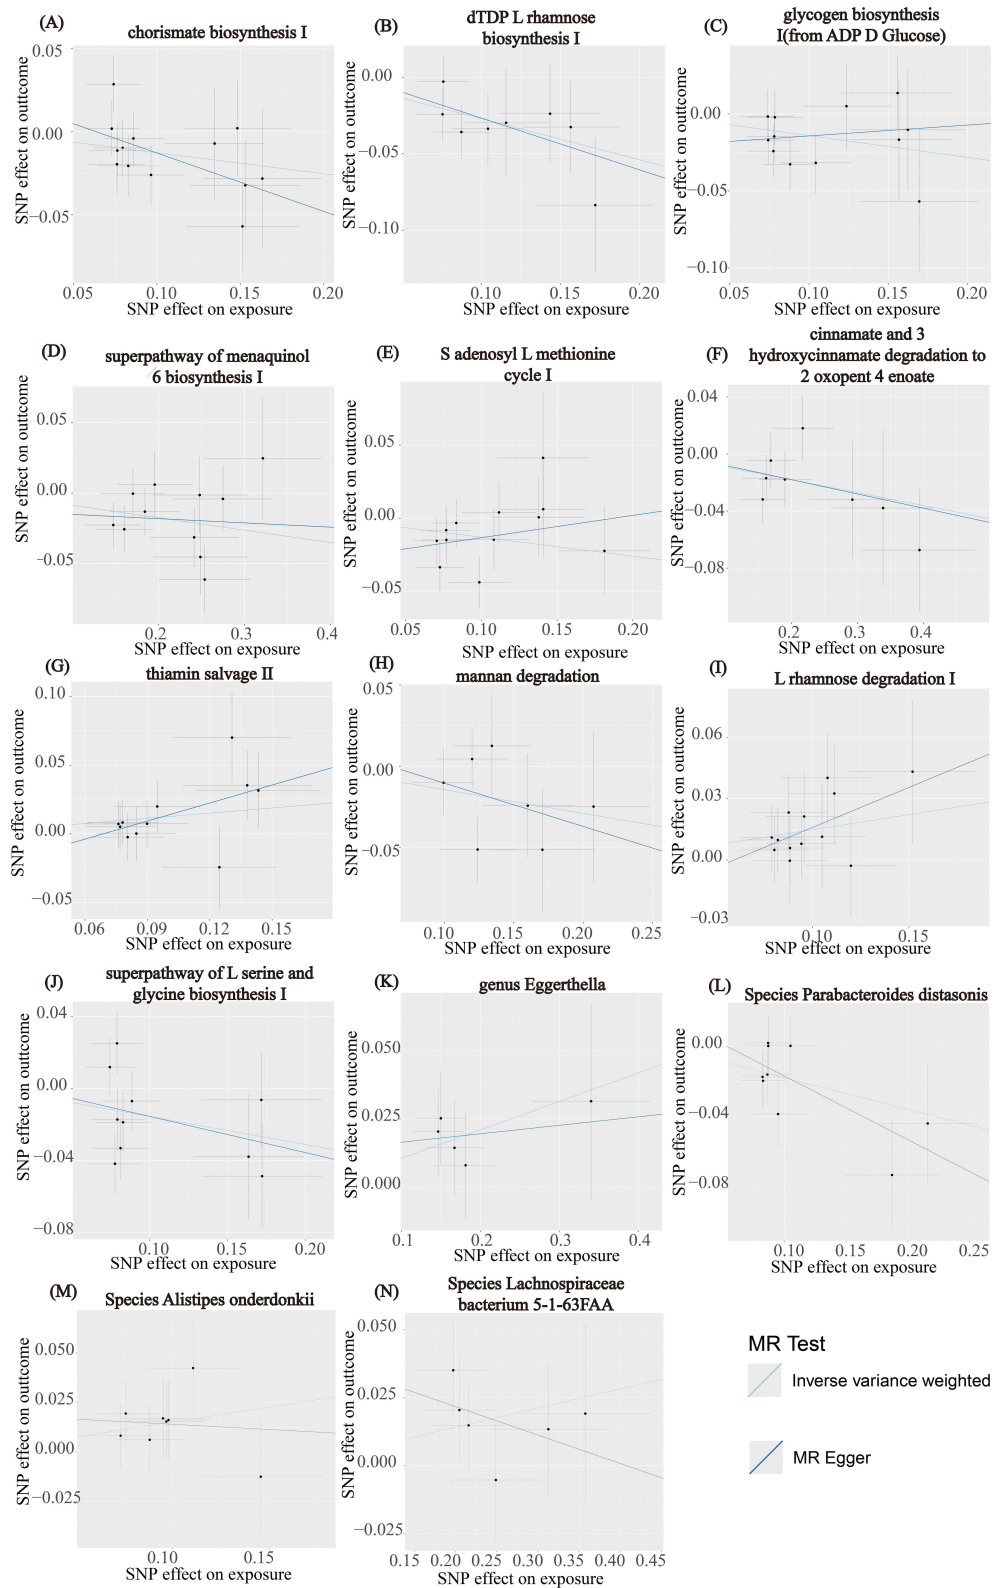 (A)
chorismate biosynthesis I
SNP effect on outtcome
0.05
0.00
−0.05
0.05 0.10 0.15 0.20
SNP effect on exposure
(B)
dTDP L rhamnose
biosynthesis I
SNP effect on outtcome
0.00
−0.05
−0.10
0.10 0.15 0.20
SNP effect on exposure
(C)
glycogen biosynthesis
I(from ADP D Glucose)
SNP effect on outtcome
0.00
−0.05
−0.10
0.05 0.10 0.15 0.20
SNP effect on exposure
(D)
superpathway of menaquinol
6 biosynthesis I
SNP effect on outtcome
0.05
0.00
−0.05
0.2 0.3 0.4
SNP effect on exposure
(E)
S adenosyl L methionine
cycle I
SNP effect on outtcome
0.05
0.00
−0.05
0.05 0.10 0.15 0.20
SNP effect on exposure
(F)
cinnamate and 3
hydroxycinnamate degradation to
2 oxopent 4 enoate
SNP effect on outtcome
0.04
0.00
−0.04
−0.08
0.2 0.3 0.4
SNP effect on exposure
(G)
thiamin salvage II
SNP effect on outtcome
0.10
0.05
0.00
−0.05
0.06 0.09 0.12 0.15
SNP effect on exposure
(H)
mannan degradation
SNP effect on outtcome
0.05
0.00
−0.05
0.10 0.15 0.20 0.25
SNP effect on exposure
(I)
L rhamnose degradation I
SNP effect on outtcome
0.06
0.03
0.00
−0.03
0.10 0.15
SNP effect on exposure
(J)
superpathway of L serine and
glycine biosynthesis I
SNP effect on outtcome
0.04
0.00
−0.04
−0.08
0.10 0.15 0.20
SNP effect on exposure
(K)
genus Eggerthella
SNP effect on outtcome
0.050
0.025
0.000
0.1 0.2 0.3 0.4
SNP effect on exposure
(L)
Species Parabacteroides distasonis
SNP effect on outtcome
0.00
−0.04
−0.08
0.10 0.15 0.20 0.25
SNP effect on exposure
(M)
Species Alistipes onderdonkii
SNP effect on outtcome
0.050
0.025
0.000
−0.025
0.10 0.15
SNP effect on exposure
(N)
Species Lachnospiraceae
bacterium 5-1-63FAA
SNP effect on outtcome
0.050
0.025
0.000
−0.025
0.15 0.20 0.25 0.30 0.35 0.40 0.45
SNP effect on exposure
MR Test
Inverse variance weighted
MR Egger